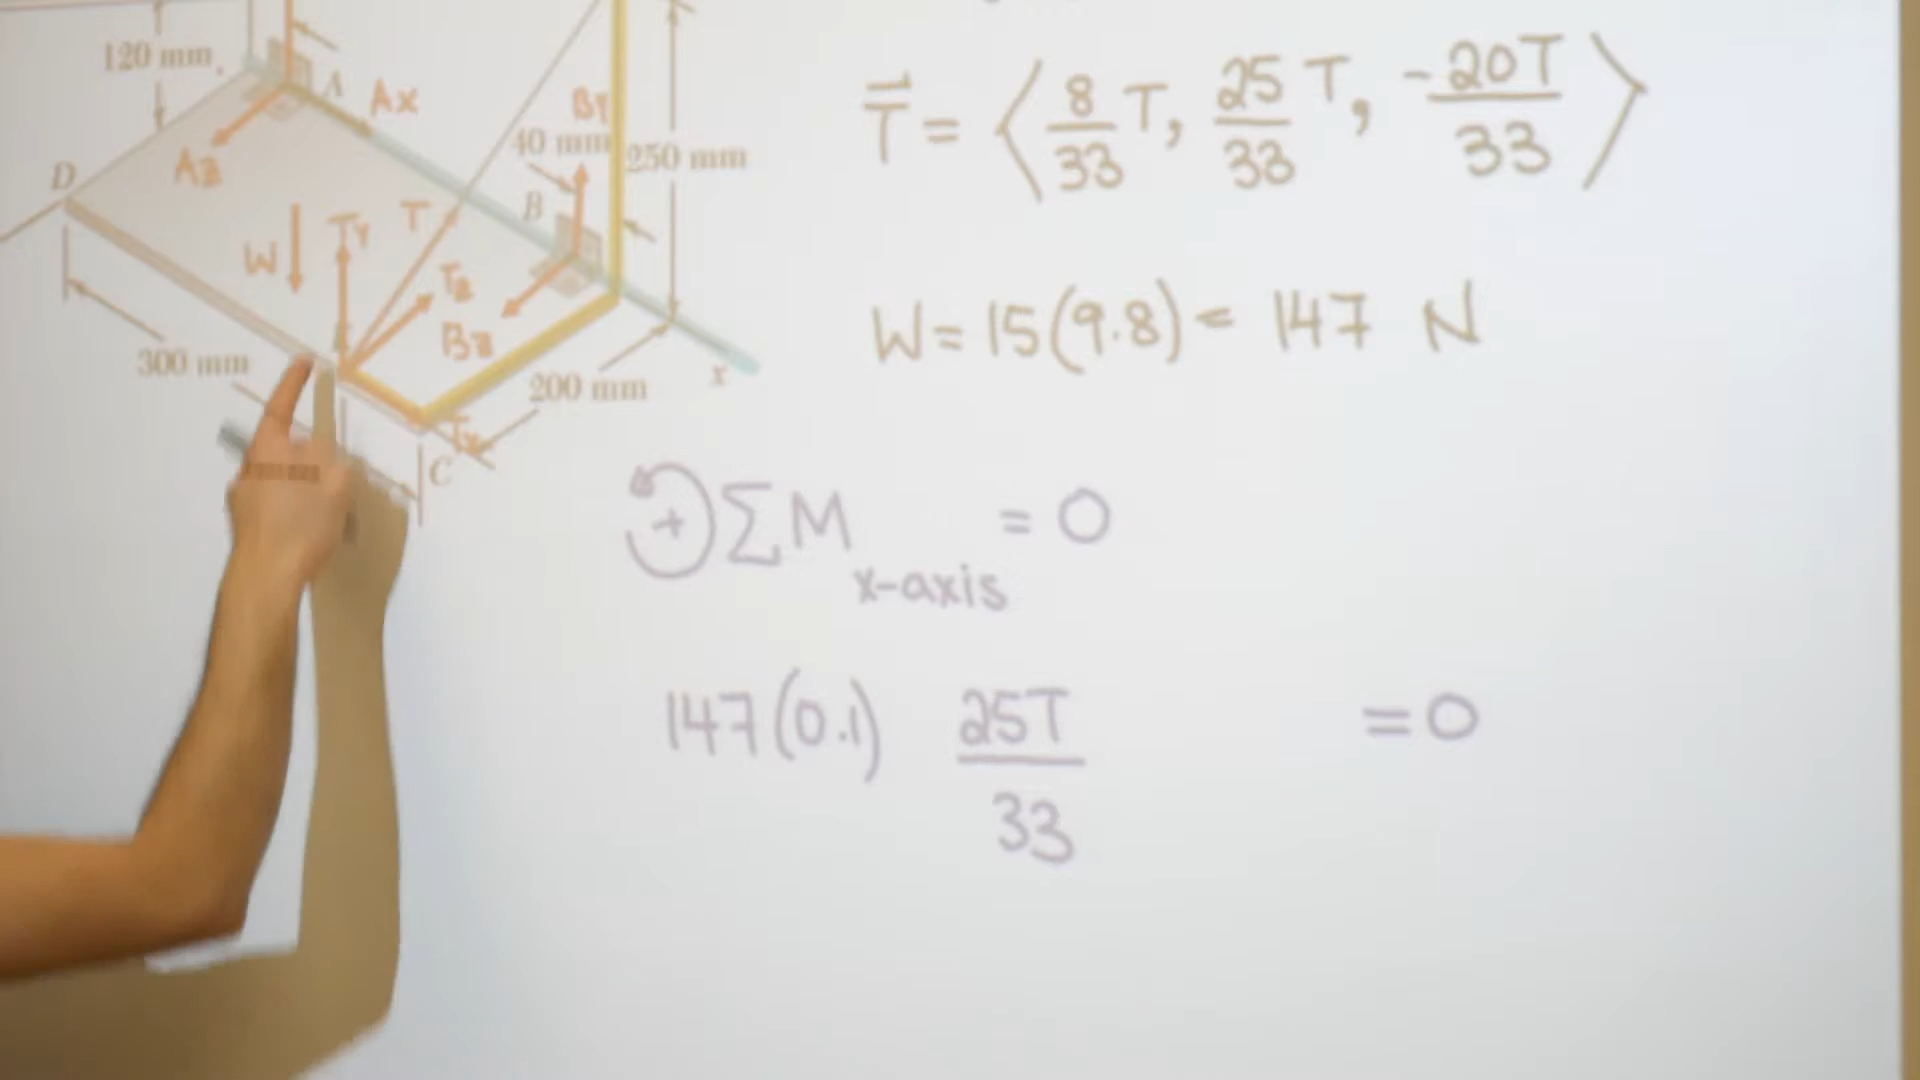 120 mm
A
Ax
By
40 mm
250 mm
D
Az
B
W
Ty
T
Tz
Bz
300 mm
200 mm
x
C
T = ⟨8/33 T, 25/33 T, -20T/33⟩
W = 15(9.8) = 147 N
+ ΣM x-axis = 0
147(0.1) 25T/33 = 0